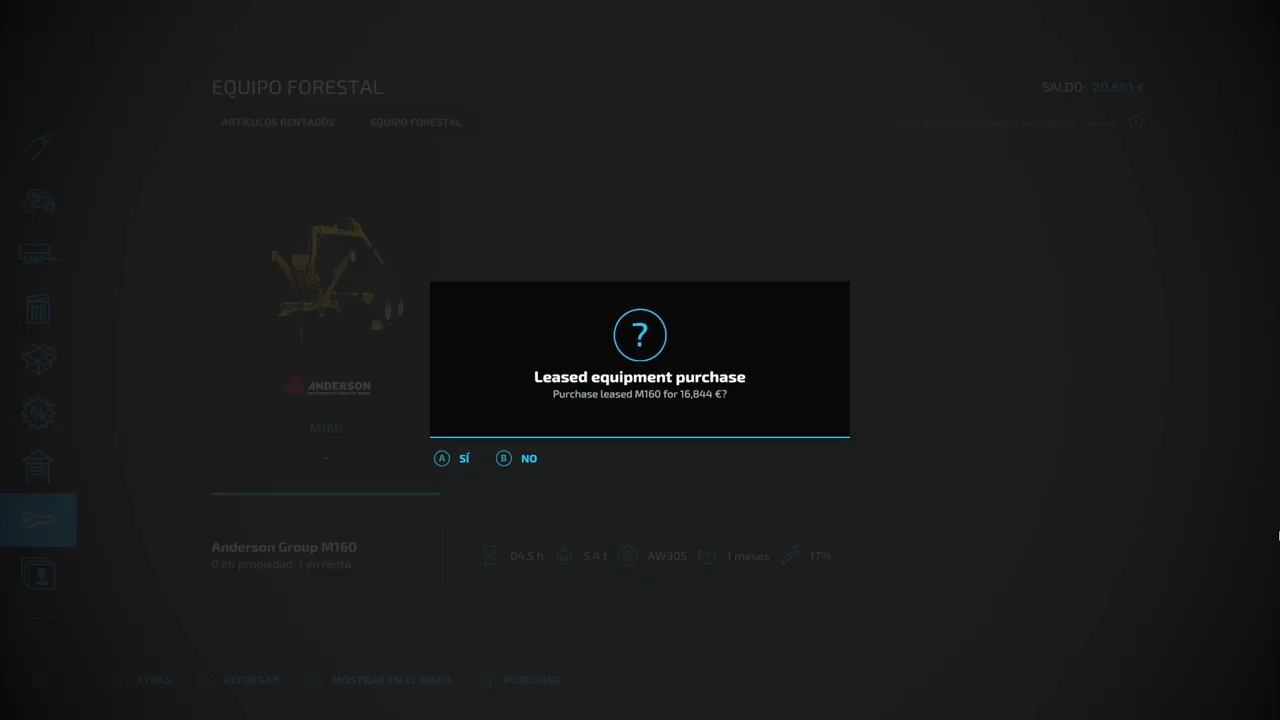 EQUIPO FORESTAL
SALDO: 20,681 €
ARTÍCULOS RENTADOS EQUIPO FORESTAL
ANDERSON
M160
-
?
Leased equipment purchase
Purchase leased M160 for 16,844 €?
A SÍ B NO
Anderson Group M160
0 en propiedad, 1 en renta
04.5 h 5,4 t AW305 1 meses 17%
ATRÁS REGRESAR MOSTRAR EN EL MAPA PURCHASE